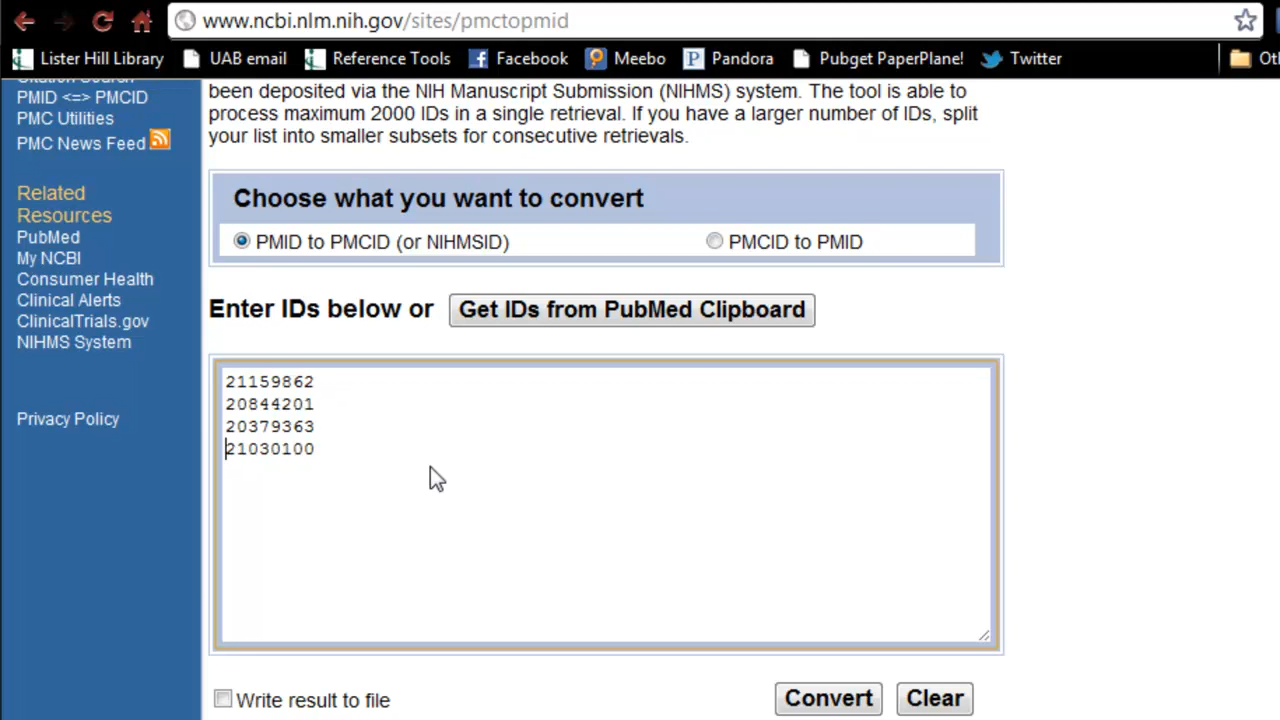 www.ncbi.nlm.nih.gov/sites/pmctopmid
Lister Hill Library UAB email Reference Tools Facebook Meebo Pandora Pubget PaperPlane! Twitter
Citation Search
PMID <=> PMCID
PMC Utilities
PMC News Feed
Related
Resources
PubMed
My NCBI
Consumer Health
Clinical Alerts
ClinicalTrials.gov
NIHMS System
Privacy Policy
been deposited via the NIH Manuscript Submission (NIHMS) system. The tool is able to
process maximum 2000 IDs in a single retrieval. If you have a larger number of IDs, split
your list into smaller subsets for consecutive retrievals.
Choose what you want to convert
PMID to PMCID (or NIHMSID) PMCID to PMID
Enter IDs below or Get IDs from PubMed Clipboard
21159862
20844201
20379363
21030100
Write result to file Convert Clear